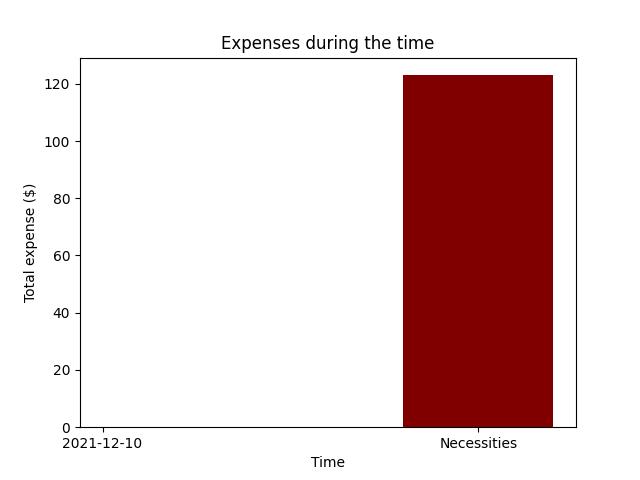 Expenses during the time
Total expense ($)
120
100
80
60
40
20
0
2021-12-10
Necessities
Time